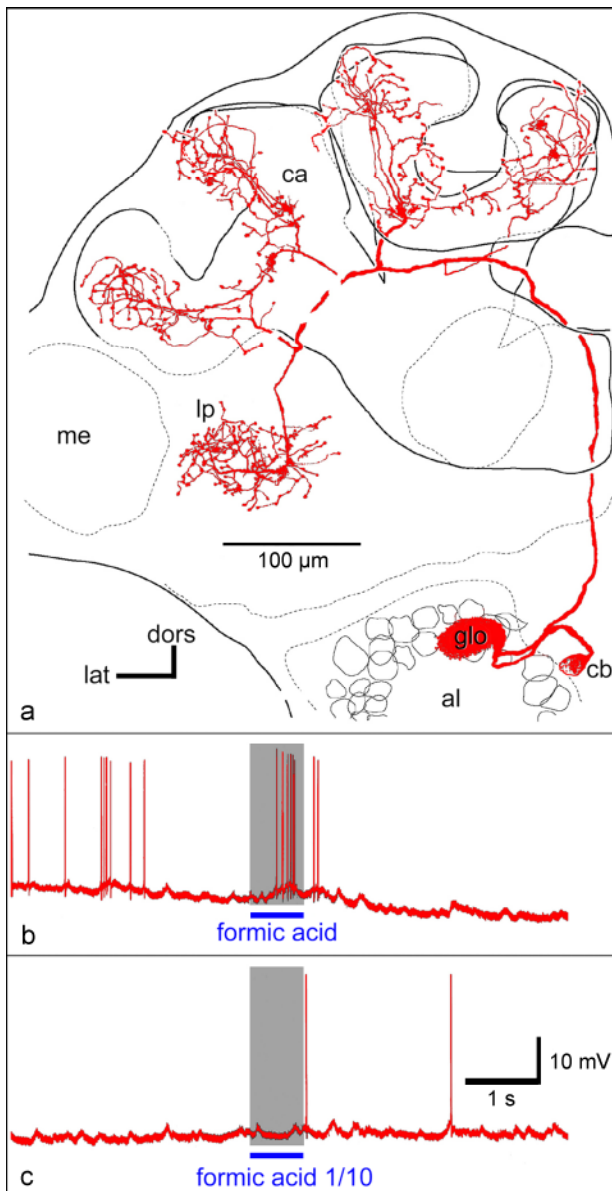 ca
me
lp
100 µm
dors
lat
glo
cb
al
a
b
formic acid
10 mV
1 s
c
formic acid 1/10